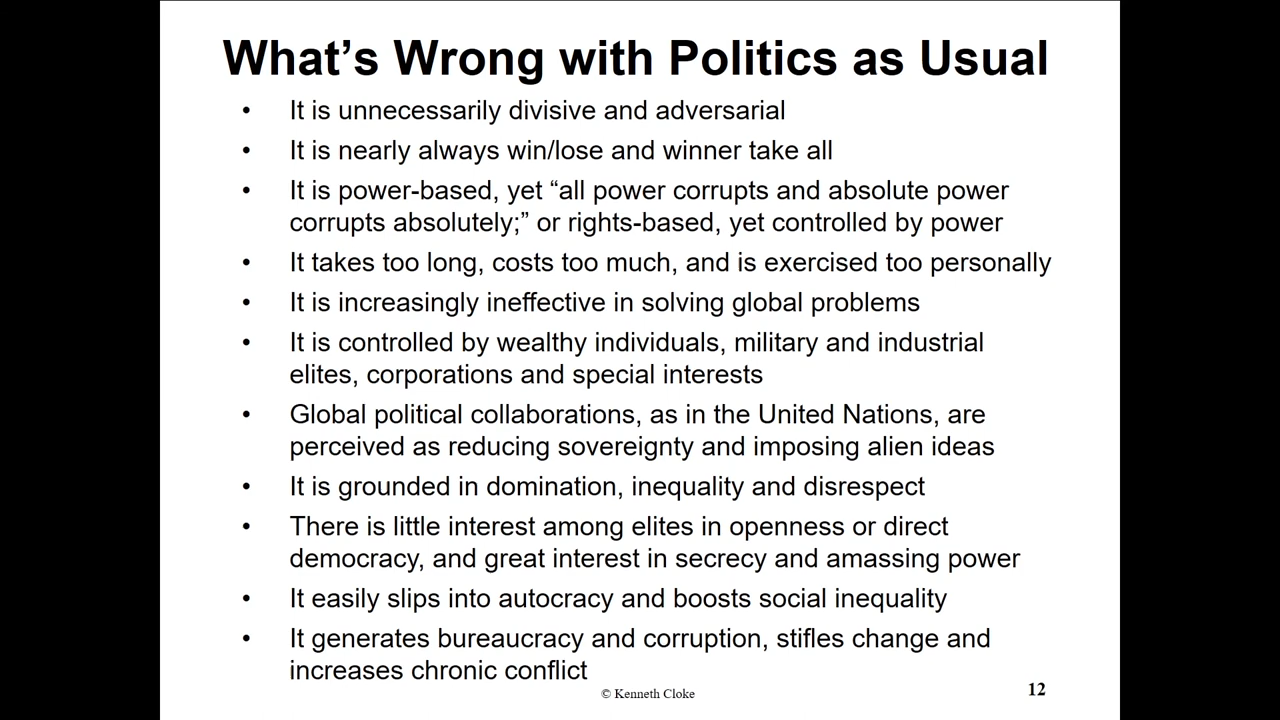 What’s Wrong with Politics as Usual
• It is unnecessarily divisive and adversarial
• It is nearly always win/lose and winner take all
• It is power-based, yet “all power corrupts and absolute power
corrupts absolutely;” or rights-based, yet controlled by power
• It takes too long, costs too much, and is exercised too personally
• It is increasingly ineffective in solving global problems
• It is controlled by wealthy individuals, military and industrial
elites, corporations and special interests
• Global political collaborations, as in the United Nations, are
perceived as reducing sovereignty and imposing alien ideas
• It is grounded in domination, inequality and disrespect
• There is little interest among elites in openness or direct
democracy, and great interest in secrecy and amassing power
• It easily slips into autocracy and boosts social inequality
• It generates bureaucracy and corruption, stifles change and
increases chronic conflict
© Kenneth Cloke
12